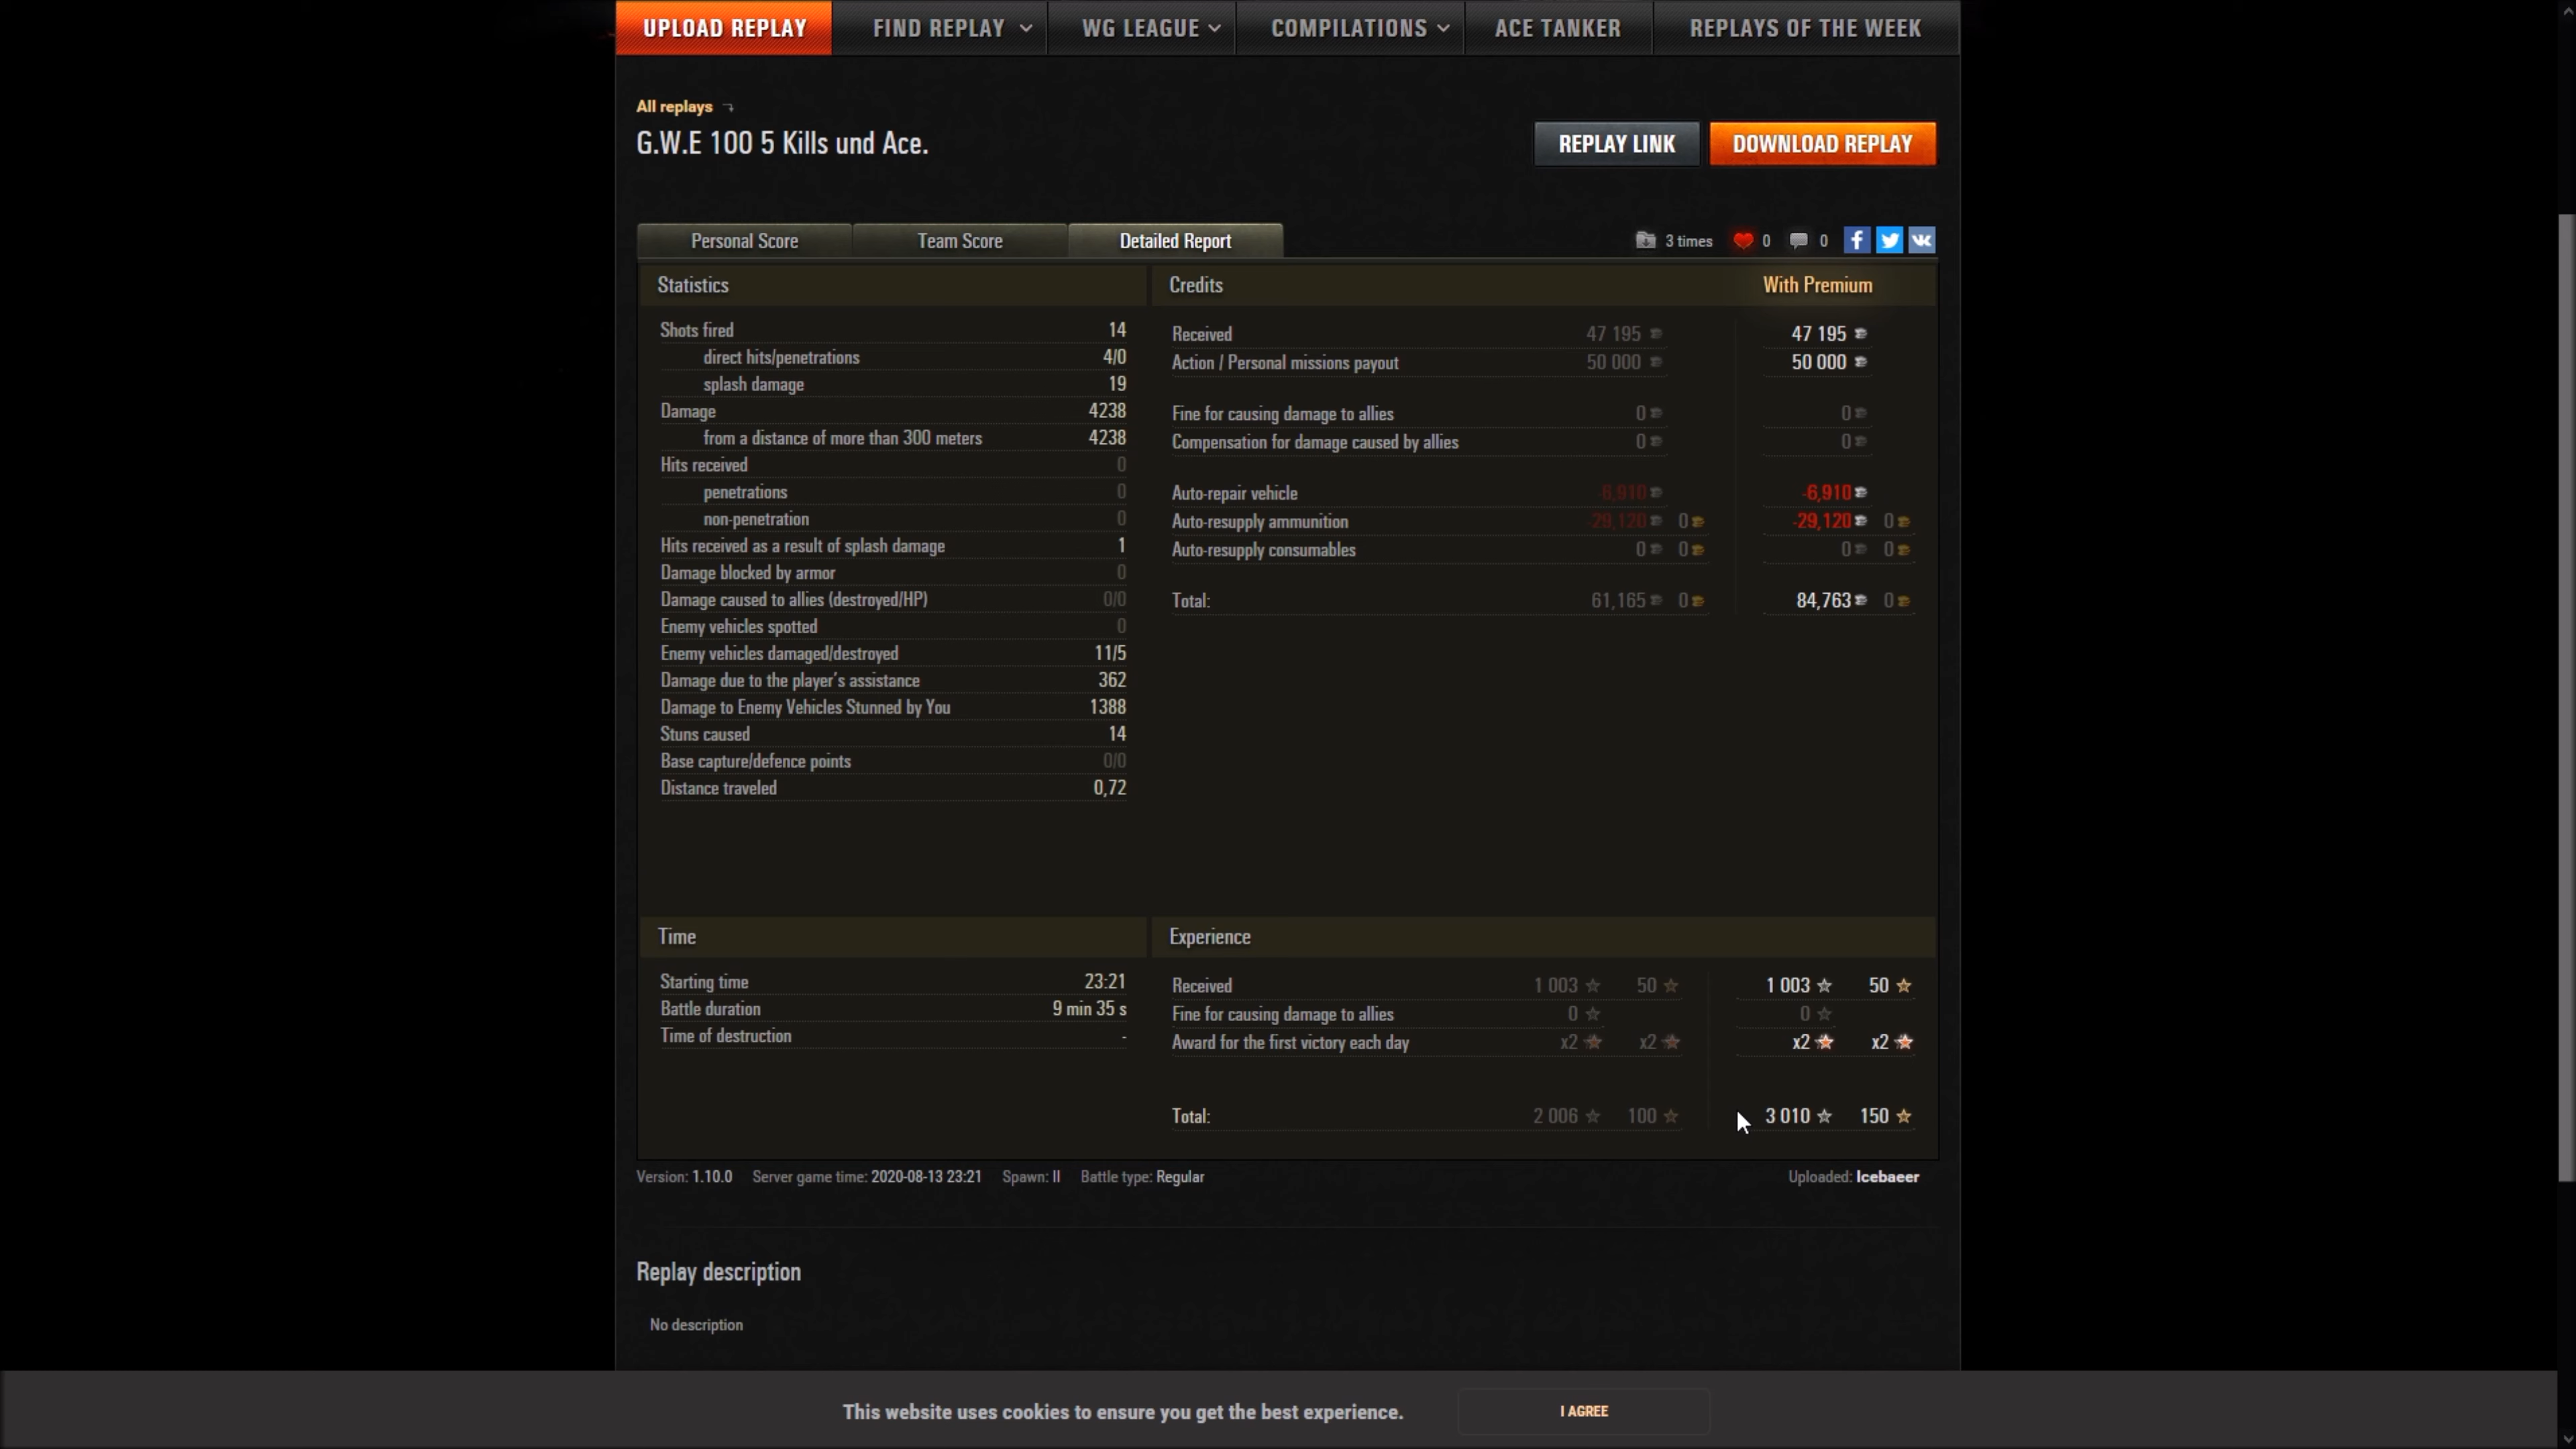 UPLOAD REPLAY FIND REPLAY WG LEAGUE COMPILATIONS ACE TANKER REPLAYS OF THE WEEK
All replays
G.W.E 100 5 Kills und Ace.
REPLAY LINK DOWNLOAD REPLAY
Personal Score Team Score Detailed Report 3 times 0 0
Statistics Credits With Premium
Shots fired 14
direct hits/penetrations 4/0
splash damage 19
Damage 4238
from a distance of more than 300 meters 4238
Hits received 0
penetrations 0
non-penetration 0
Hits received as a result of splash damage 1
Damage blocked by armor 0
Damage caused to allies (destroyed/HP) 0/0
Enemy vehicles spotted 0
Enemy vehicles damaged/destroyed 11/5
Damage due to the player's assistance 362
Damage to Enemy Vehicles Stunned by You 1388
Stuns caused 14
Base capture/defence points 0/0
Distance traveled 0,72
Received 47 195 47 195
Action / Personal missions payout 50 000 50 000
Fine for causing damage to allies 0 0
Compensation for damage caused by allies 0 0
Auto-repair vehicle -6,910 -6,910
Auto-resupply ammunition -29,120 0 -29,120 0
Auto-resupply consumables 0 0 0 0
Total: 61,165 0 84,763 0
Time Experience
Starting time 23:21
Battle duration 9 min 35 s
Time of destruction -
Received 1 003 50 1 003 50
Fine for causing damage to allies 0 0
Award for the first victory each day x2 x2 x2 x2
Total: 2 006 100 3 010 150
Version: 1.10.0 Server game time: 2020-08-13 23:21 Spawn: II Battle type: Regular Uploaded: Icebaeer
Replay description
No description
This website uses cookies to ensure you get the best experience. I AGREE